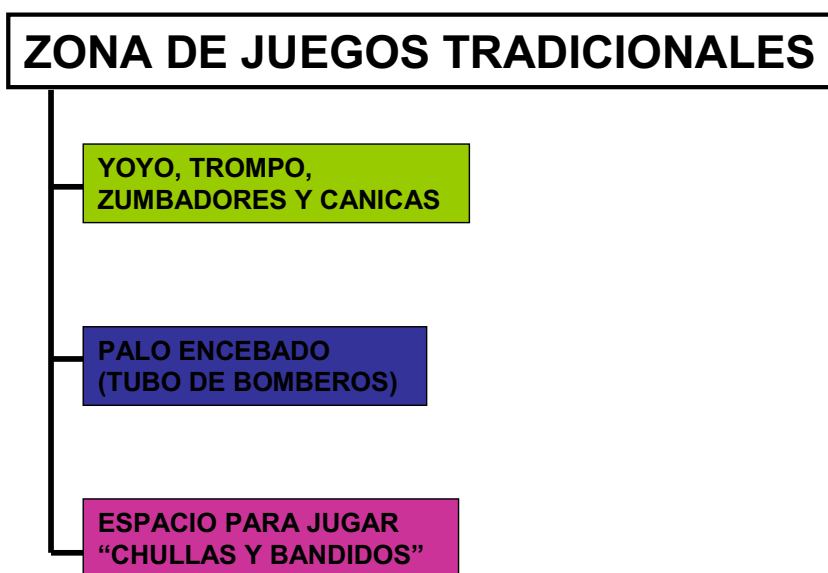 ZONA DE JUEGOS TRADICIONALES
YOYO, TROMPO,
ZUMBADORES Y CANICAS
PALO ENCEBADO
(TUBO DE BOMBEROS)
ESPACIO PARA JUGAR
“CHULLAS Y BANDIDOS”